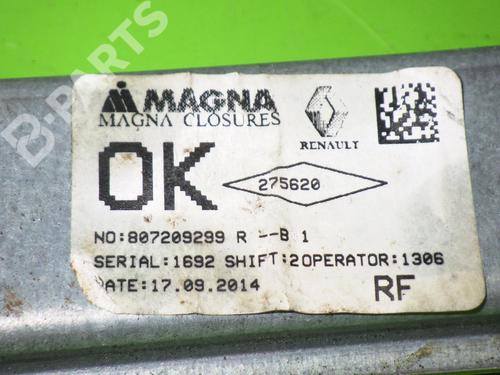 MAGNA
MAGNA CLOSURES
RENAULT
OK
275620
NO:807209299 R --B 1
SERIAL:1692 SHIFT:2OPERATOR:1306
DATE:17.09.2014
RF
B-PARTS